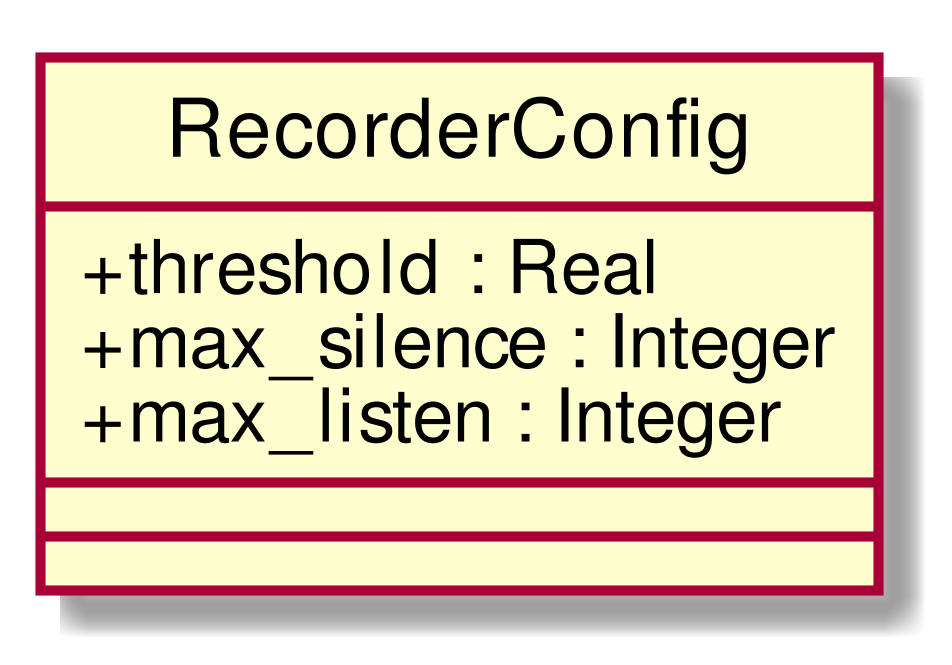 RecorderConfig
+threshold : Real
+max_silence : Integer
+max_listen : Integer